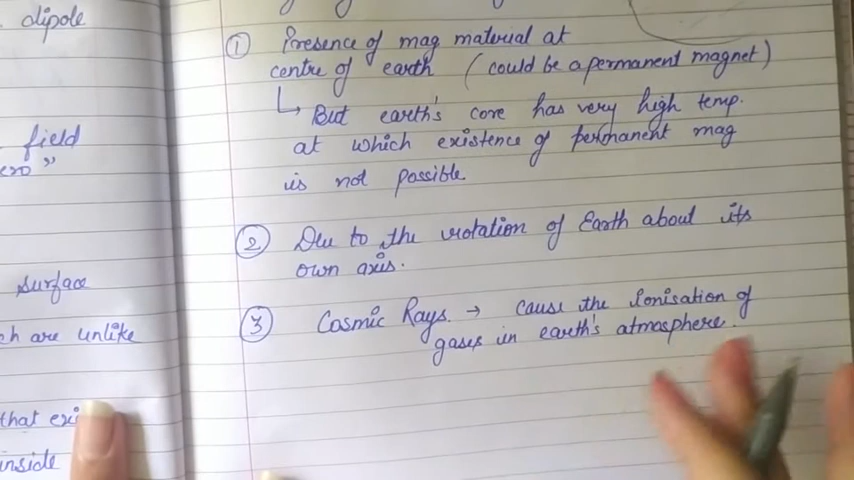 dipole
field
ero"
surface
ch are unlike
that exi
inside
① Presence of mag material at
centre of earth (could be a permanent magnet)
↳ But earth's core has very high temp.
at which existence of permanent mag
is not possible
② Due to the rotation of Earth about its
own axis.
③ Cosmic Rays. → cause the Ionisation of
gases in earth's atmosphere.